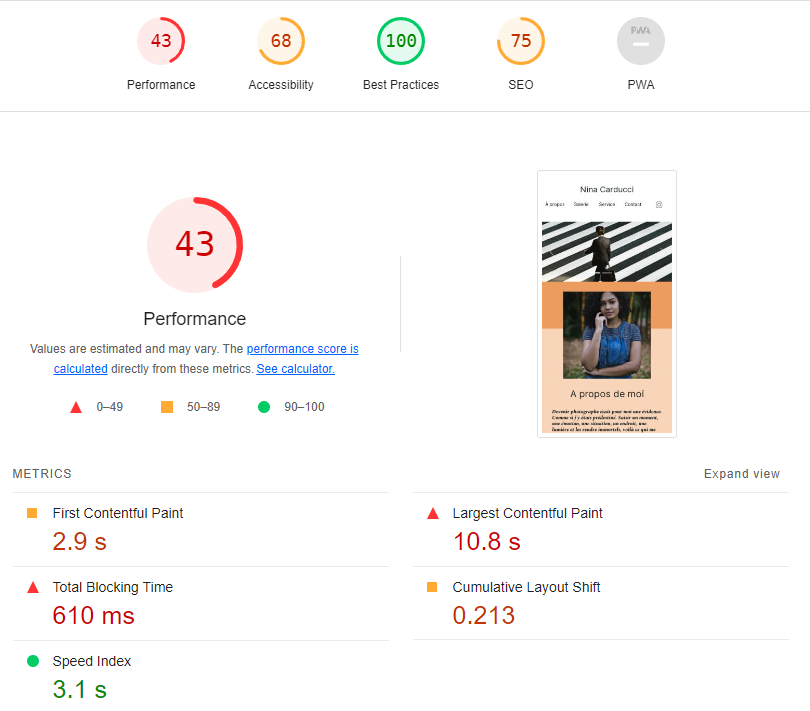 43
68
100
75
PWA
Performance
Accessibility
Best Practices
SEO
PWA
43
Performance
Values are estimated and may vary. The performance score is
calculated directly from these metrics. See calculator.
0–49
50–89
90–100
Nina Carducci
A propos Galerie Service Contact
A propos de moi
Devenir photographe était pour moi une évidence.
Comme si j'y étais prédestiné. Saisir un moment,
une émotion, une situation, un endroit, une
lumière et les rendre immortels, voilà ce qui me
METRICS
Expand view
First Contentful Paint
2.9 s
Largest Contentful Paint
10.8 s
Total Blocking Time
610 ms
Cumulative Layout Shift
0.213
Speed Index
3.1 s